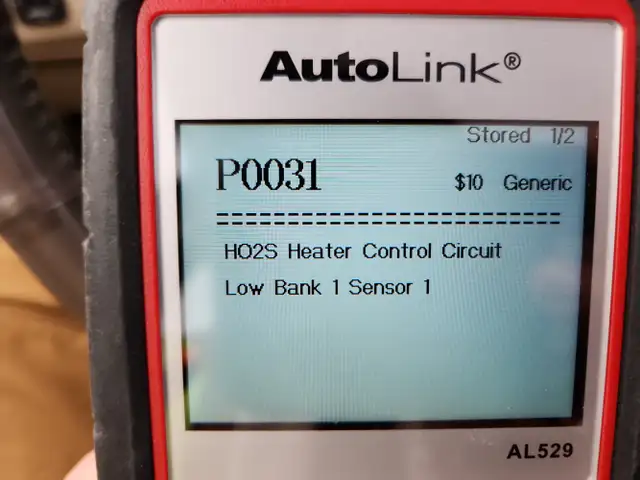 AutoLink®
Stored 1/2
P0031 $10 Generic
=========================
HO2S Heater Control Circuit
Low Bank 1 Sensor 1
AL529